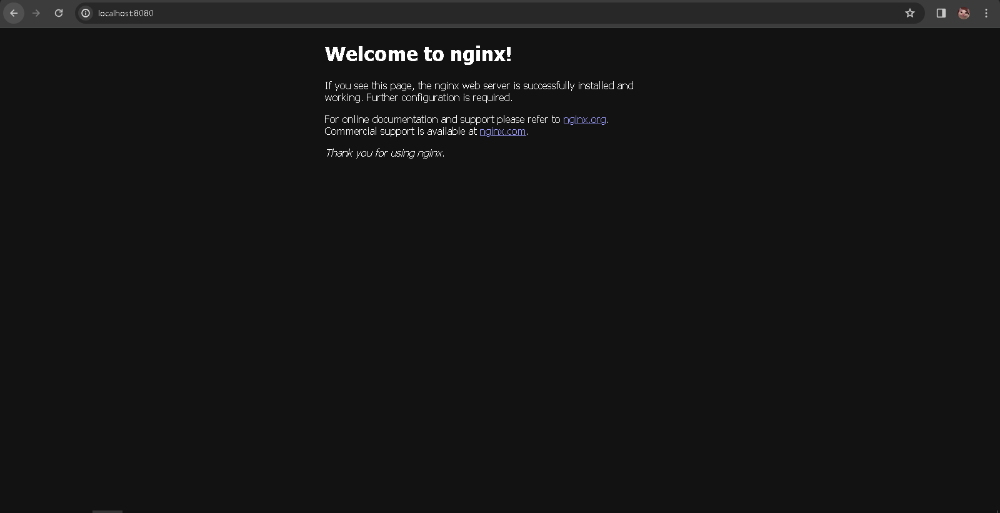 localhost:8080
Welcome to nginx!
If you see this page, the nginx web server is successfully installed and
working. Further configuration is required.
For online documentation and support please refer to nginx.org.
Commercial support is available at nginx.com.
Thank you for using nginx.